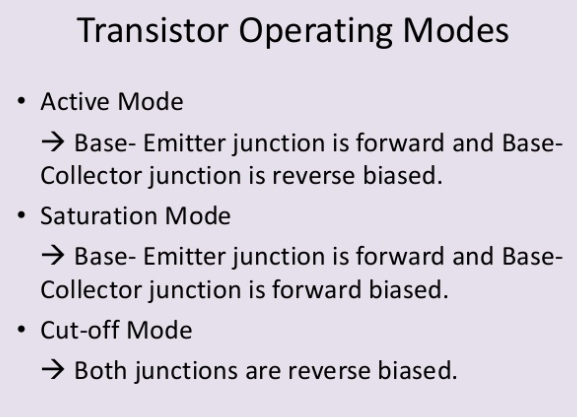 Transistor Operating Modes
• Active Mode
→ Base- Emitter junction is forward and Base-
Collector junction is reverse biased.
• Saturation Mode
→ Base- Emitter junction is forward and Base-
Collector junction is forward biased.
• Cut-off Mode
→ Both junctions are reverse biased.